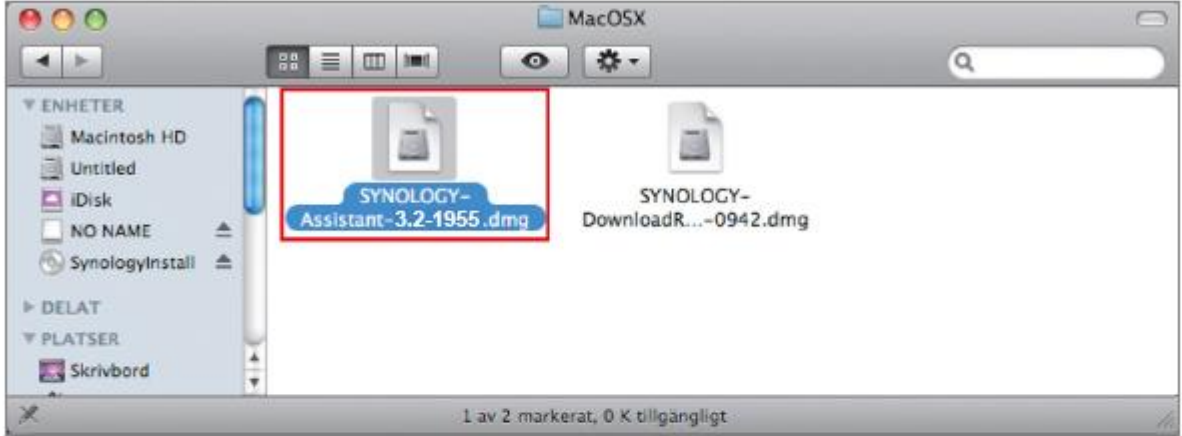 MacOSX
ENHETER
Macintosh HD
Untitled
iDisk
NO NAME
SynologyInstall
DELAT
PLATSER
Skrivbord
SYNOLOGY-
Assistant-3.2-1955.dmg
SYNOLOGY-
DownloadR...-0942.dmg
1 av 2 markerat, 0 K tillgängligt